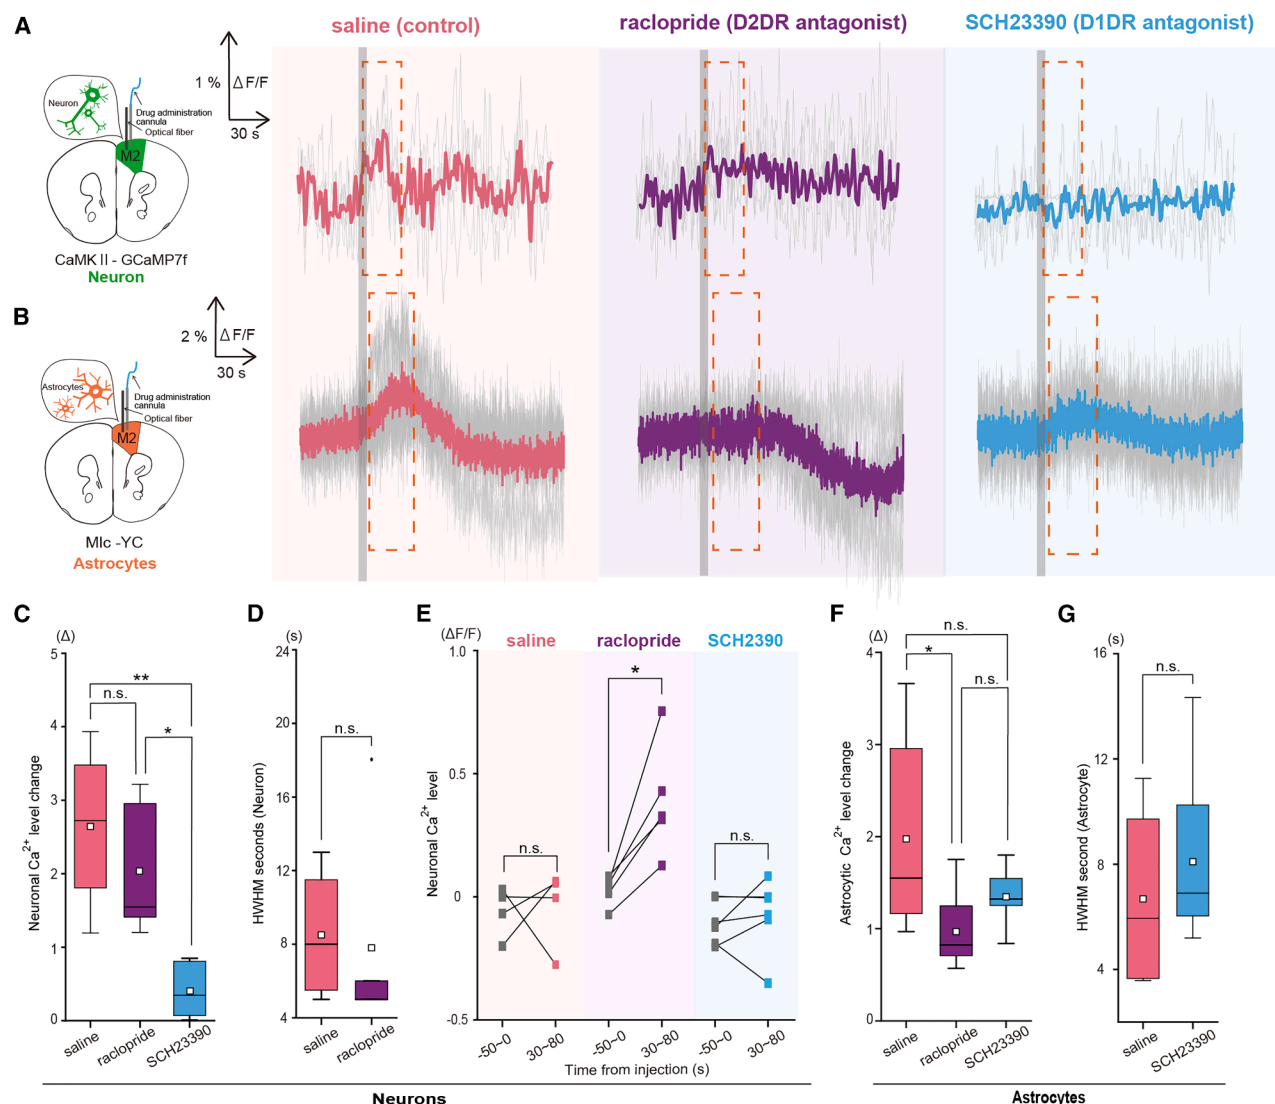 A
saline (control)
raclopride (D2DR antagonist)
SCH23390 (D1DR antagonist)
1 %
Δ F/F
30 s
Neuron
Drug administration
cannula
Optical fiber
M2
CaMK II - GCaMP7f
Neuron
B
2 %
Δ F/F
30 s
Astrocytes
Drug administration
cannula
Optical fiber
M2
Mlc -YC
Astrocytes
C
(Δ)
Neuronal Ca2+ level change
5
4
3
2
1
0
**
n.s.
*
saline
raclopride
SCH23390
D
(s)
HWHM seconds (Neuron)
24
20
16
12
8
4
n.s.
saline
raclopride
E
(ΔF/F)
Neuronal Ca2+ level
1.0
0.5
0
-0.5
saline
raclopride
SCH2390
n.s.
*
n.s.
-50~0
30~80
-50~0
30~80
-50~0
30~80
Time from injection (s)
Neurons
F
(Δ)
Astrocytic Ca2+ level change
4
3
2
1
0
n.s.
*
n.s.
saline
raclopride
SCH23390
G
(s)
HWHM second (Astrocyte)
16
12
8
4
n.s.
saline
SCH23390
Astrocytes